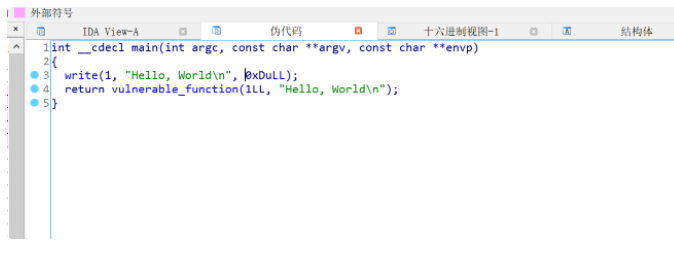 外部符号
IDA View-A 伪代码 十六进制视图-1 结构体
1 int __cdecl main(int argc, const char **argv, const char **envp)
2 {
3 write(1, "Hello, World\n", 0xDuLL);
4 return vulnerable_function(1LL, "Hello, World\n");
5 }